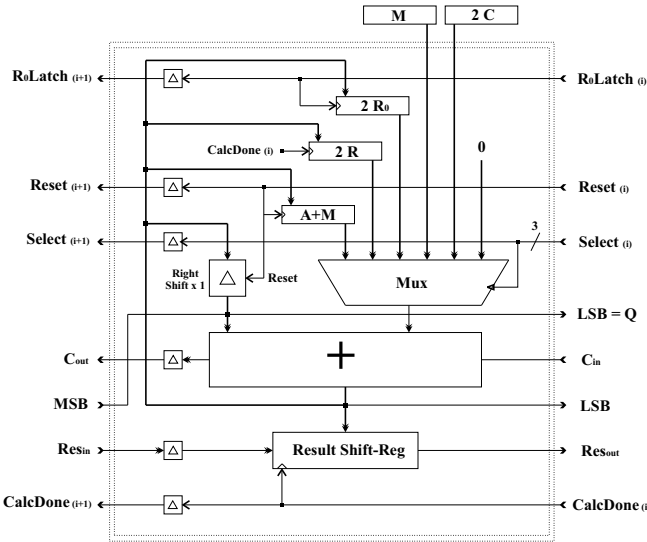 M 2 C
R0Latch (i+1) R0Latch (i)
2 R0
CalcDone (i) 2 R 0
Reset (i+1) Reset (i)
A+M
Select (i+1) 3 Select (i)
Right
Shift x 1 △ Reset Mux
LSB = Q
Cout + Cin
MSB LSB
Resin △ Result Shift-Reg Resout
CalcDone (i+1) △ CalcDone (i